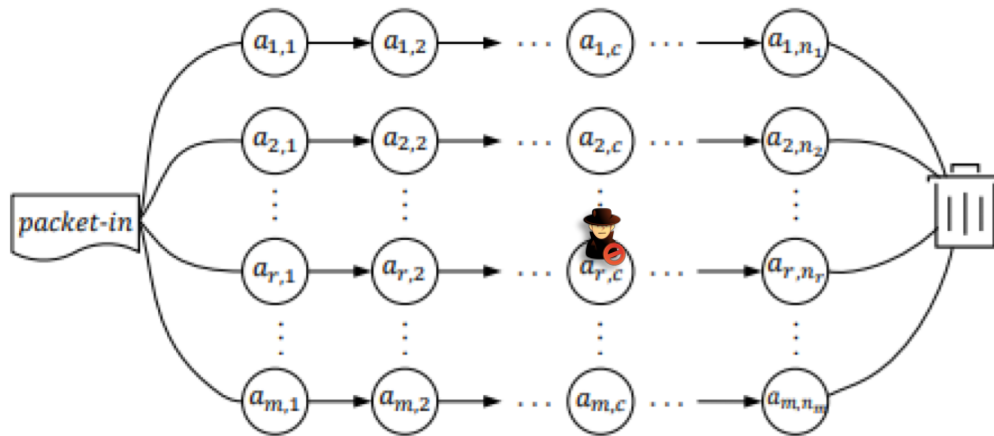 a1,1 a1,2 ... a1,c ... a1,n1
a2,1 a2,2 ... a2,c ... a2,n2
packet-in
ar,1 ar,2 ... ar,c ... ar,nr
am,1 am,2 ... am,c ... am,nm